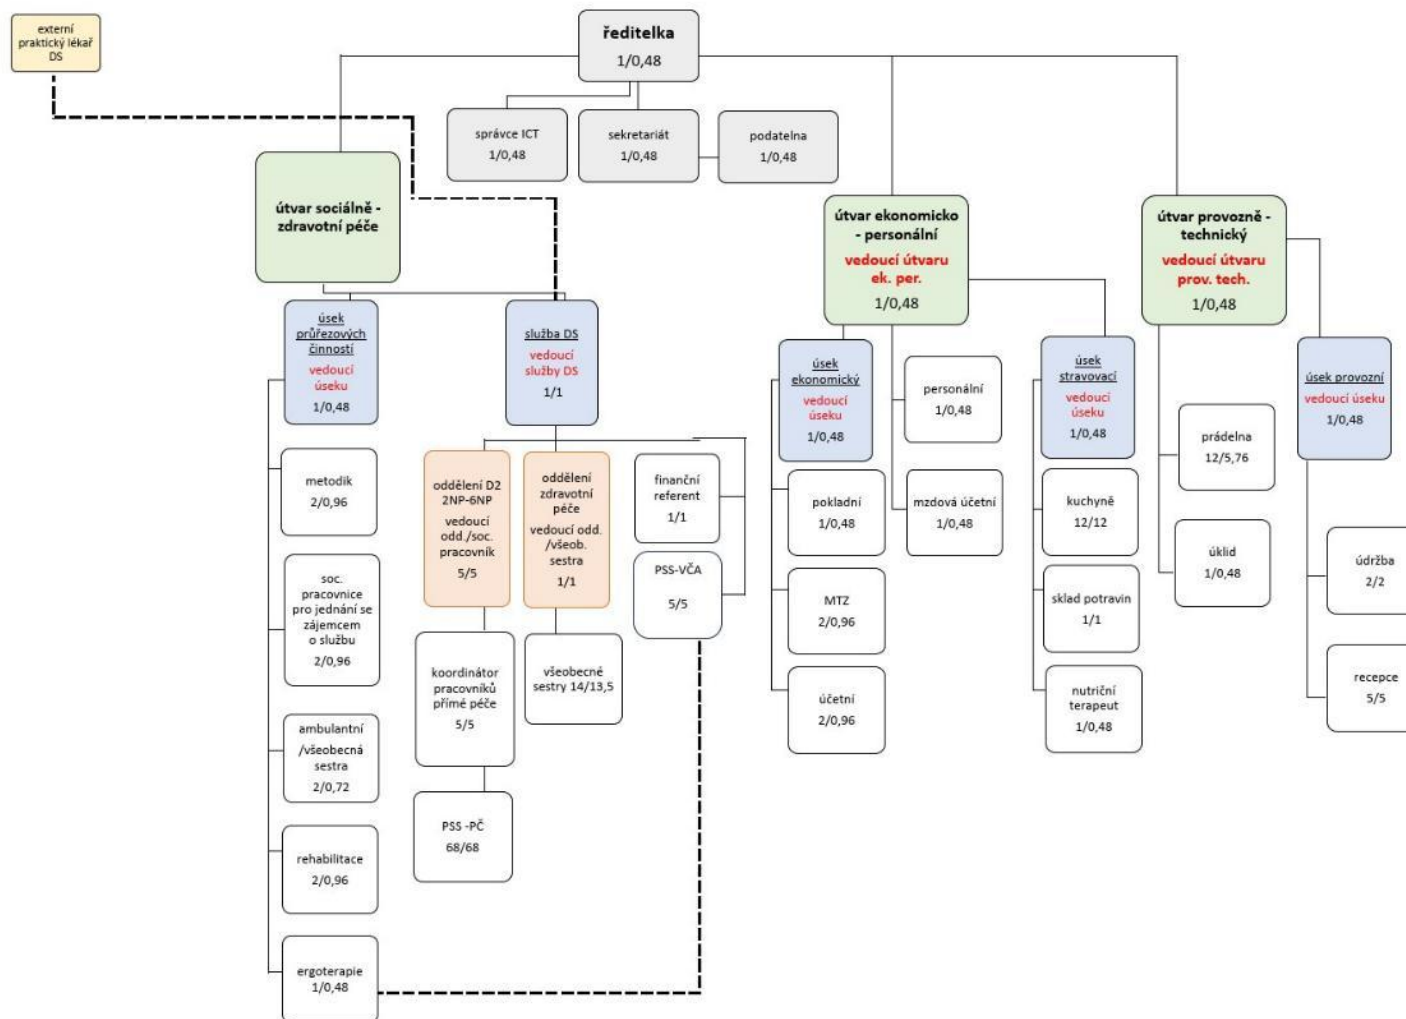 externí
praktický lékař
DS
ředitelka
1/0,48
správce ICT
1/0,48
sekretariát
1/0,48
podatelna
1/0,48
útvar sociálně -
zdravotní péče
útvar ekonomicko
- personální
vedoucí útvaru
ek. per.
1/0,48
útvar provozně -
technický
vedoucí útvaru
prov. tech.
1/0,48
úsek
průřezových
činností
vedoucí
úseku
1/0,48
služba DS
vedoucí
služby DS
1/1
úsek
ekonomický
vedoucí
úseku
1/0,48
personální
1/0,48
úsek
stravovací
vedoucí
úseku
1/0,48
úsek provozní
vedoucí úseku
1/0,48
metodik
2/0,96
soc.
pracovnice
pro jednání se
zájemcem
o službu
2/0,96
ambulantní
/všeobecná
sestra
2/0,72
rehabilitace
2/0,96
ergoterapie
1/0,48
oddělení D2
2NP-6NP
vedoucí
odd./soc.
pracovník
5/5
koordinátor
pracovníků
přímé péče
5/5
PSS -PČ
68/68
oddělení
zdravotní
péče
vedoucí odd.
/všeob.
sestra
1/1
všeobecné
sestry 14/13,5
finanční
referent
1/1
PSS-VČA
5/5
pokladní
1/0,48
MTZ
2/0,96
účetní
2/0,96
mzdová účetní
1/0,48
kuchyně
12/12
sklad potravin
1/1
nutriční
terapeut
1/0,48
prádelna
12/5,76
úklid
1/0,48
údržba
2/2
recepce
5/5